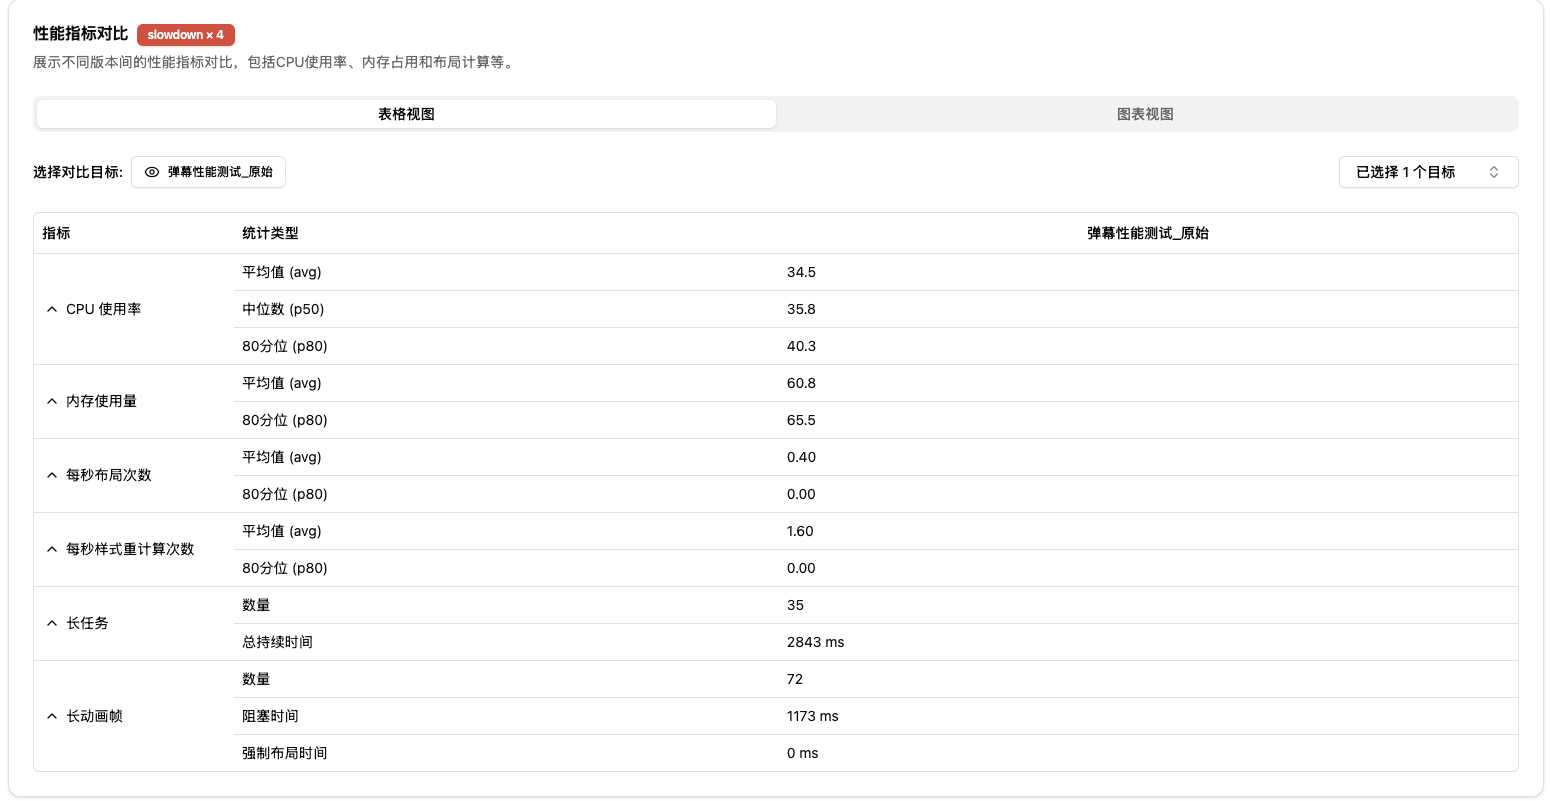 性能指标对比 slowdown × 4
展示不同版本间的性能指标对比，包括CPU使用率、内存占用和布局计算等。
表格视图 图表视图
选择对比目标: 弹幕性能测试_原始 已选择 1 个目标
指标 统计类型 弹幕性能测试_原始
CPU 使用率
平均值 (avg) 34.5
中位数 (p50) 35.8
80分位 (p80) 40.3
内存使用量
平均值 (avg) 60.8
80分位 (p80) 65.5
每秒布局次数
平均值 (avg) 0.40
80分位 (p80) 0.00
每秒样式重计算次数
平均值 (avg) 1.60
80分位 (p80) 0.00
长任务
数量 35
总持续时间 2843 ms
长动画帧
数量 72
阻塞时间 1173 ms
强制布局时间 0 ms